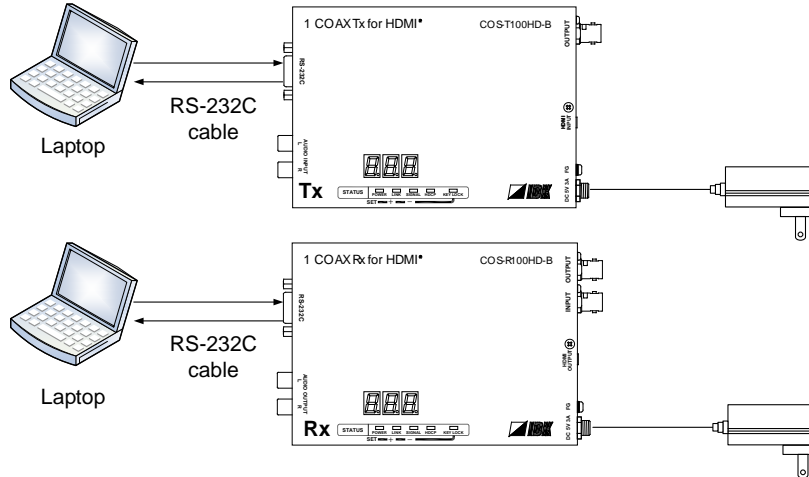 1 COAX Tx for HDMI
COS-T100HD-B
OUTPUT
RS-232C
RS-232C
cable
Laptop
HDMI
INPUT
AUDIO INPUT
L
R
FG
DC 5V 3A
Tx
STATUS
POWER LINK SIGNAL HDCP KEY LOCK
SET + -
IDK
1 COAX Rx for HDMI
COS-R100HD-B
OUTPUT
INPUT
RS-232C
RS-232C
cable
Laptop
HDMI
OUTPUT
AUDIO OUTPUT
L
R
FG
DC 5V 3A
Rx
STATUS
POWER LINK SIGNAL HDCP KEY LOCK
SET + -
IDK